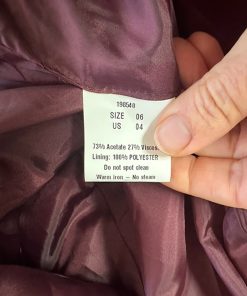 198540
SIZE 06
US 04
73% Acetate 27% Viscose
Lining: 100% POLYESTER
Do not spot clean
Warm iron - No steam